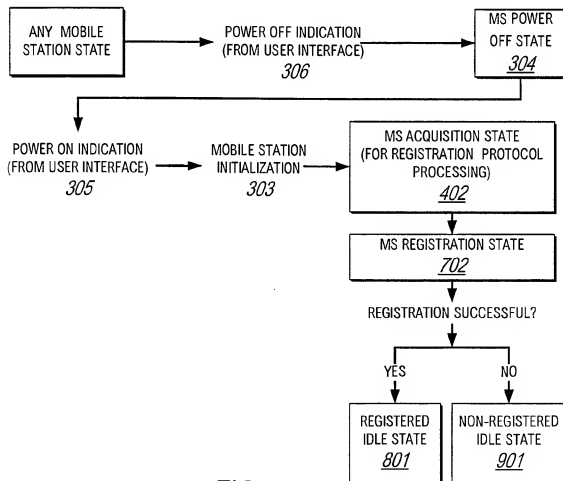 ANY MOBILE
STATION STATE
POWER OFF INDICATION
(FROM USER INTERFACE)
306
MS POWER
OFF STATE
304
POWER ON INDICATION
(FROM USER INTERFACE)
305
MOBILE STATION
INITIALIZATION
303
MS ACQUISITION STATE
(FOR REGISTRATION PROTOCOL
PROCESSING)
402
MS REGISTRATION STATE
702
REGISTRATION SUCCESSFUL?
YES
NO
REGISTERED
IDLE STATE
801
NON-REGISTERED
IDLE STATE
901